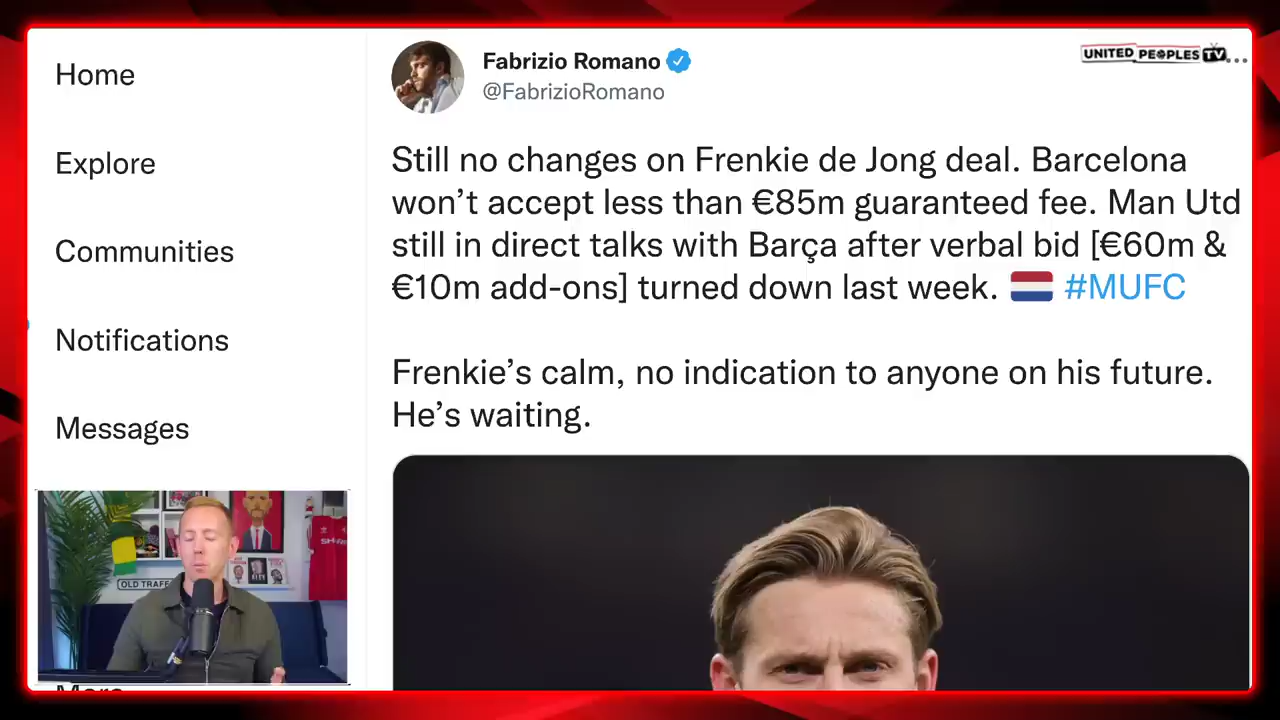 Home
Explore
Communities
Notifications
Messages
Fabrizio Romano
@FabrizioRomano
UNITED PEOPLES TV
Still no changes on Frenkie de Jong deal. Barcelona
won’t accept less than €85m guaranteed fee. Man Utd
still in direct talks with Barça after verbal bid [€60m &
€10m add-ons] turned down last week. #MUFC
Frenkie’s calm, no indication to anyone on his future.
He’s waiting.
OLD TRAFF